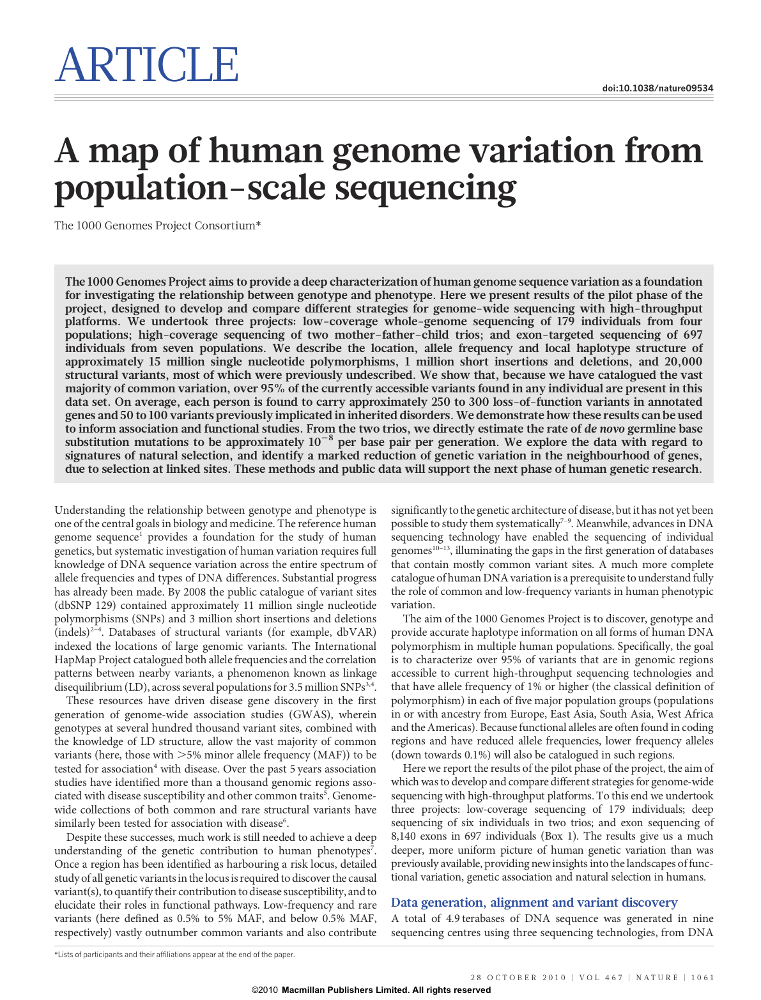 ARTICLE
doi:10.1038/nature09534
A map of human genome variation from
population-scale sequencing
The 1000 Genomes Project Consortium*
The 1000 Genomes Project aims to provide a deep characterization of human genome sequence variation as a foundation
for investigating the relationship between genotype and phenotype. Here we present results of the pilot phase of the
project, designed to develop and compare different strategies for genome-wide sequencing with high-throughput
platforms. We undertook three projects: low-coverage whole-genome sequencing of 179 individuals from four
populations; high-coverage sequencing of two mother-father-child trios; and exon-targeted sequencing of 697
individuals from seven populations. We describe the location, allele frequency and local haplotype structure of
approximately 15 million single nucleotide polymorphisms, 1 million short insertions and deletions, and 20,000
structural variants, most of which were previously undescribed. We show that, because we have catalogued the vast
majority of common variation, over 95% of the currently accessible variants found in any individual are present in this
data set. On average, each person is found to carry approximately 250 to 300 loss-of-function variants in annotated
genes and 50 to 100 variants previously implicated in inherited disorders. We demonstrate how these results can be used
to inform association and functional studies. From the two trios, we directly estimate the rate of de novo germline base
substitution mutations to be approximately 10⁻⁸ per base pair per generation. We explore the data with regard to
signatures of natural selection, and identify a marked reduction of genetic variation in the neighbourhood of genes,
due to selection at linked sites. These methods and public data will support the next phase of human genetic research.
Understanding the relationship between genotype and phenotype is
one of the central goals in biology and medicine. The reference human
genome sequence¹ provides a foundation for the study of human
genetics, but systematic investigation of human variation requires full
knowledge of DNA sequence variation across the entire spectrum of
allele frequencies and types of DNA differences. Substantial progress
has already been made. By 2008 the public catalogue of variant sites
(dbSNP 129) contained approximately 11 million single nucleotide
polymorphisms (SNPs) and 3 million short insertions and deletions
(indels)²⁻⁴. Databases of structural variants (for example, dbVAR)
indexed the locations of large genomic variants. The International
HapMap Project catalogued both allele frequencies and the correlation
patterns between nearby variants, a phenomenon known as linkage
disequilibrium (LD), across several populations for 3.5 million SNPs³,⁴.
These resources have driven disease gene discovery in the first
generation of genome-wide association studies (GWAS), wherein
genotypes at several hundred thousand variant sites, combined with
the knowledge of LD structure, allow the vast majority of common
variants (here, those with >5% minor allele frequency (MAF)) to be
tested for association⁴ with disease. Over the past 5 years association
studies have identified more than a thousand genomic regions asso-
ciated with disease susceptibility and other common traits⁵. Genome-
wide collections of both common and rare structural variants have
similarly been tested for association with disease⁶.
Despite these successes, much work is still needed to achieve a deep
understanding of the genetic contribution to human phenotypes⁷.
Once a region has been identified as harbouring a risk locus, detailed
study of all genetic variants in the locus is required to discover the causal
variant(s), to quantify their contribution to disease susceptibility, and to
elucidate their roles in functional pathways. Low-frequency and rare
variants (here defined as 0.5% to 5% MAF, and below 0.5% MAF,
respectively) vastly outnumber common variants and also contribute
significantly to the genetic architecture of disease, but it has not yet been
possible to study them systematically⁷⁻⁹. Meanwhile, advances in DNA
sequencing technology have enabled the sequencing of individual
genomes¹⁰⁻¹³, illuminating the gaps in the first generation of databases
that contain mostly common variant sites. A much more complete
catalogue of human DNA variation is a prerequisite to understand fully
the role of common and low-frequency variants in human phenotypic
variation.
The aim of the 1000 Genomes Project is to discover, genotype and
provide accurate haplotype information on all forms of human DNA
polymorphism in multiple human populations. Specifically, the goal
is to characterize over 95% of variants that are in genomic regions
accessible to current high-throughput sequencing technologies and
that have allele frequency of 1% or higher (the classical definition of
polymorphism) in each of five major population groups (populations
in or with ancestry from Europe, East Asia, South Asia, West Africa
and the Americas). Because functional alleles are often found in coding
regions and have reduced allele frequencies, lower frequency alleles
(down towards 0.1%) will also be catalogued in such regions.
Here we report the results of the pilot phase of the project, the aim of
which was to develop and compare different strategies for genome-wide
sequencing with high-throughput platforms. To this end we undertook
three projects: low-coverage sequencing of 179 individuals; deep
sequencing of six individuals in two trios; and exon sequencing of
8,140 exons in 697 individuals (Box 1). The results give us a much
deeper, more uniform picture of human genetic variation than was
previously available, providing new insights into the landscapes of func-
tional variation, genetic association and natural selection in humans.
Data generation, alignment and variant discovery
A total of 4.9 terabases of DNA sequence was generated in nine
sequencing centres using three sequencing technologies, from DNA
*Lists of participants and their affiliations appear at the end of the paper.
28 OCTOBER 2010 | VOL 467 | NATURE | 1061
©2010 Macmillan Publishers Limited. All rights reserved